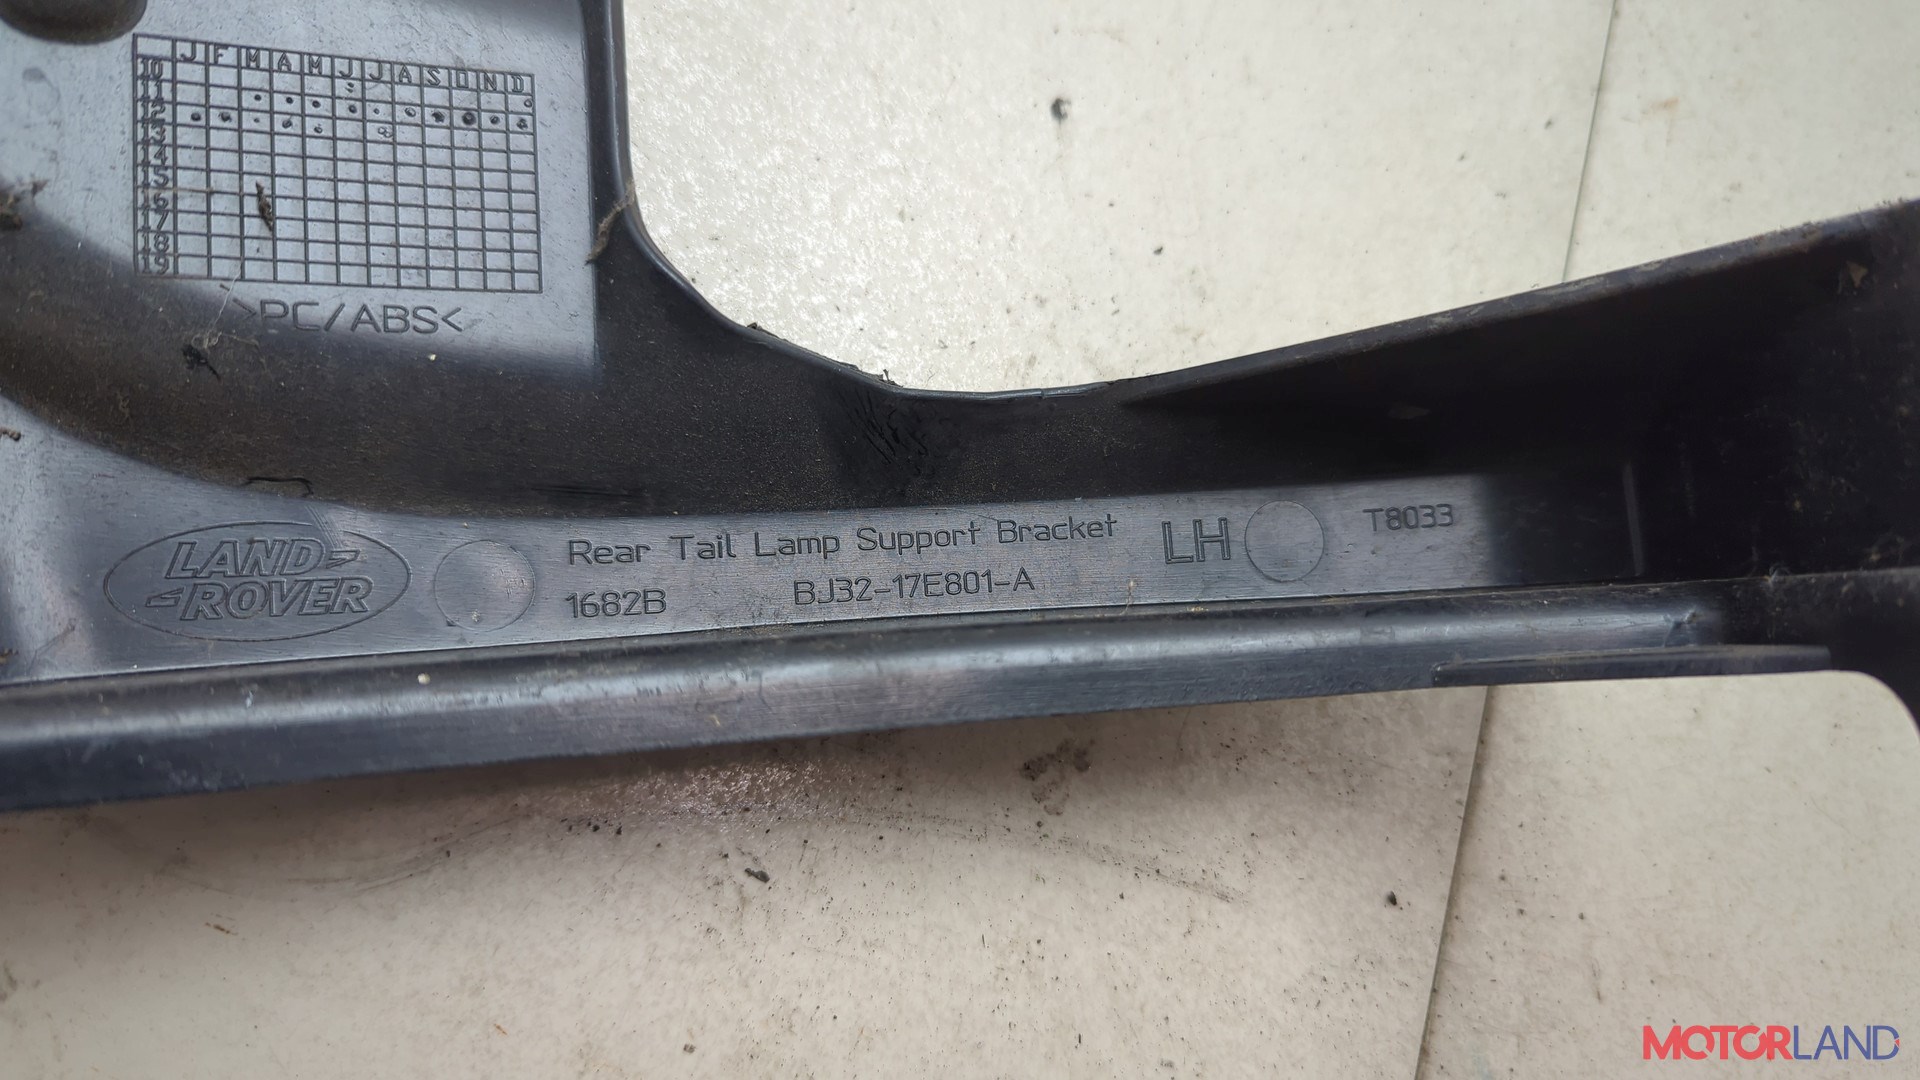 J F M A M J J A S O N D
10
11
12
13
14
15
16
17
18
19
>PC/ABS<
LAND-
-ROVER
Rear Tail Lamp Support Bracket LH T8033
1682B BJ32-17E801-A
MOTORLAND